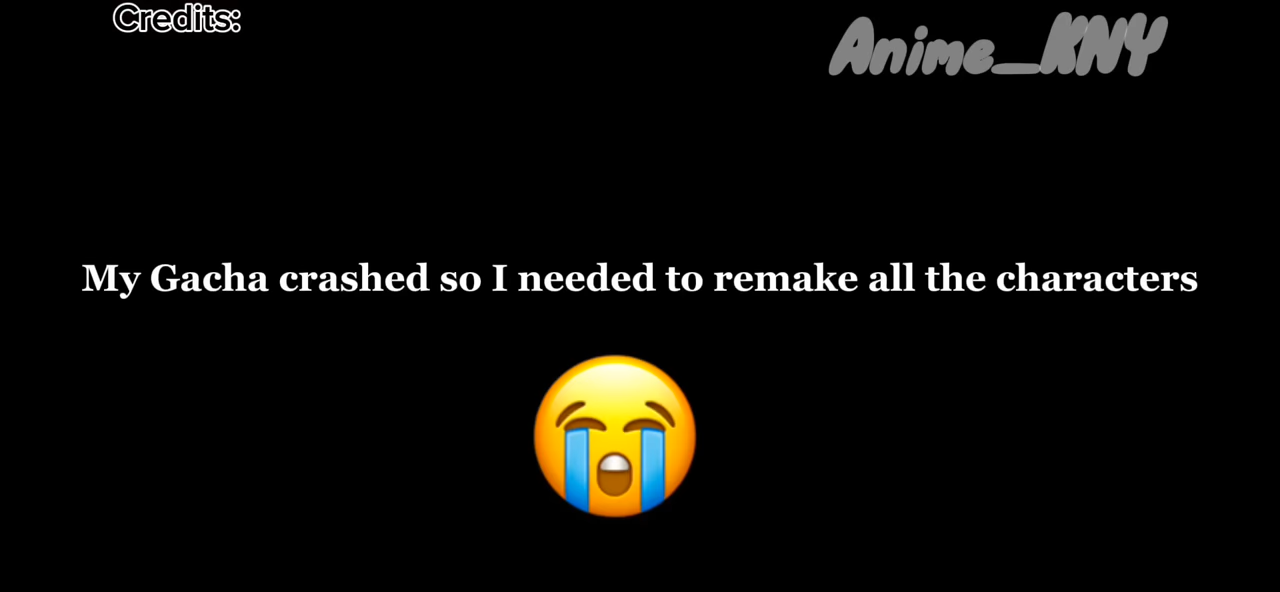 Credits:
Anime_KNY
My Gacha crashed so I needed to remake all the characters